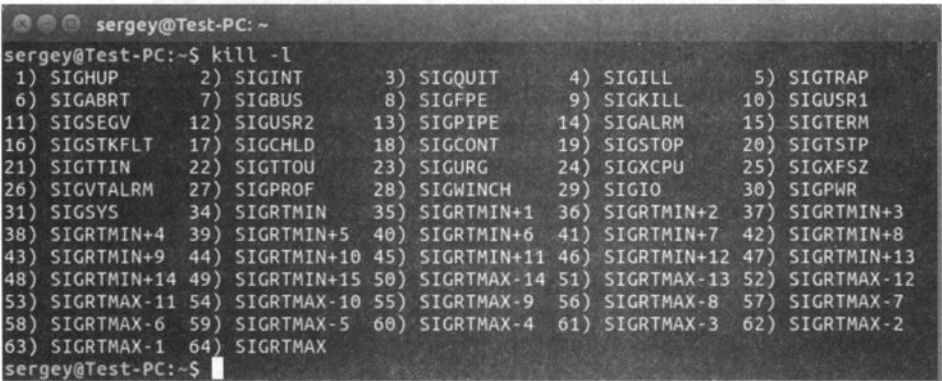 sergey@Test-PC: ~
sergey@Test-PC:~$ kill -l
1) SIGHUP 2) SIGINT 3) SIGQUIT 4) SIGILL 5) SIGTRAP
6) SIGABRT 7) SIGBUS 8) SIGFPE 9) SIGKILL 10) SIGUSR1
11) SIGSEGV 12) SIGUSR2 13) SIGPIPE 14) SIGALRM 15) SIGTERM
16) SIGSTKFLT 17) SIGCHLD 18) SIGCONT 19) SIGSTOP 20) SIGTSTP
21) SIGTTIN 22) SIGTTOU 23) SIGURG 24) SIGXCPU 25) SIGXFSZ
26) SIGVTALRM 27) SIGPROF 28) SIGWINCH 29) SIGIO 30) SIGPWR
31) SIGSYS 34) SIGRTMIN 35) SIGRTMIN+1 36) SIGRTMIN+2 37) SIGRTMIN+3
38) SIGRTMIN+4 39) SIGRTMIN+5 40) SIGRTMIN+6 41) SIGRTMIN+7 42) SIGRTMIN+8
43) SIGRTMIN+9 44) SIGRTMIN+10 45) SIGRTMIN+11 46) SIGRTMIN+12 47) SIGRTMIN+13
48) SIGRTMIN+14 49) SIGRTMIN+15 50) SIGRTMAX-14 51) SIGRTMAX-13 52) SIGRTMAX-12
53) SIGRTMAX-11 54) SIGRTMAX-10 55) SIGRTMAX-9 56) SIGRTMAX-8 57) SIGRTMAX-7
58) SIGRTMAX-6 59) SIGRTMAX-5 60) SIGRTMAX-4 61) SIGRTMAX-3 62) SIGRTMAX-2
63) SIGRTMAX-1 64) SIGRTMAX
sergey@Test-PC:~$